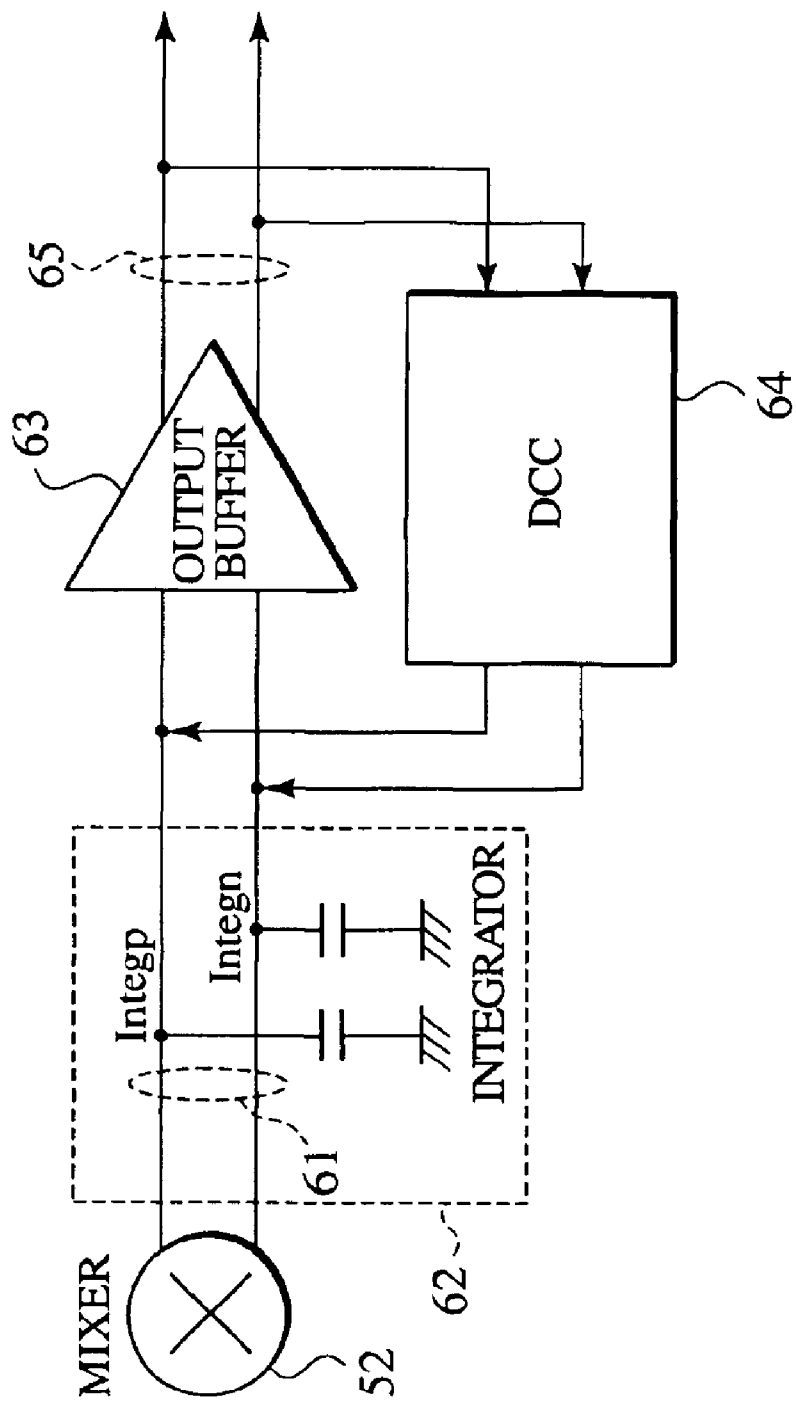 MIXER
52
62
61
Integp
Integn
INTEGRATOR
63
OUTPUT
BUFFER
65
DCC
64